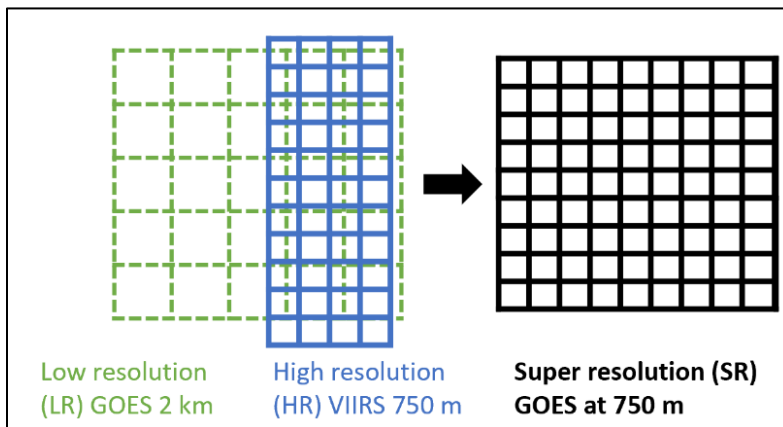 Low resolution
(LR) GOES 2 km
High resolution
(HR) VIIRS 750 m
Super resolution (SR)
GOES at 750 m